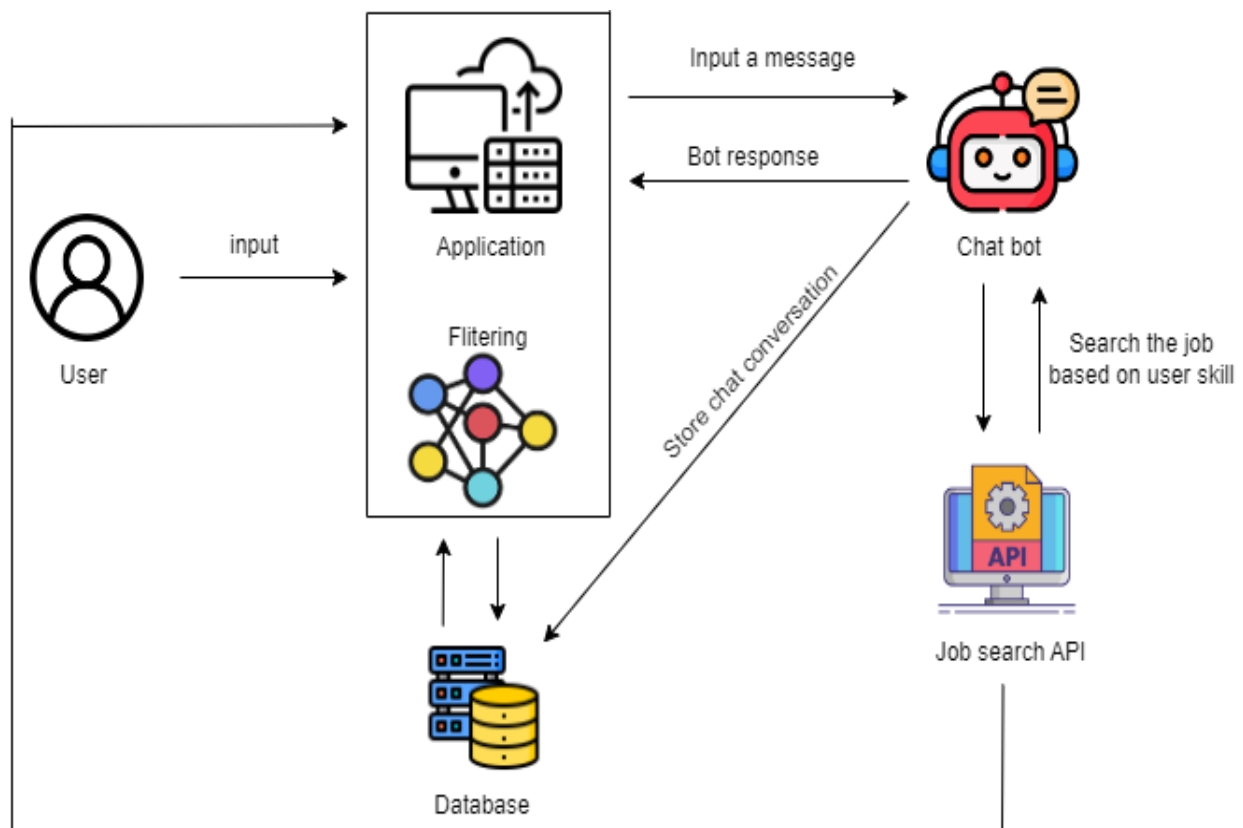 Input a message
Bot response
Application
Chat bot
input
User
Flitering
Store chat conversation
Search the job
based on user skill
API
Job search API
Database